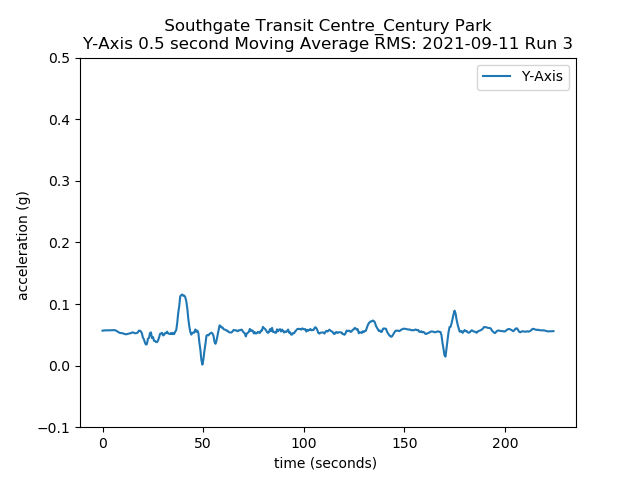 Southgate Transit Centre_Century Park
Y-Axis 0.5 second Moving Average RMS: 2021-09-11 Run 3
Y-Axis
0.5
0.4
0.3
0.2
0.1
0.0
−0.1
acceleration (g)
0 50 100 150 200
time (seconds)